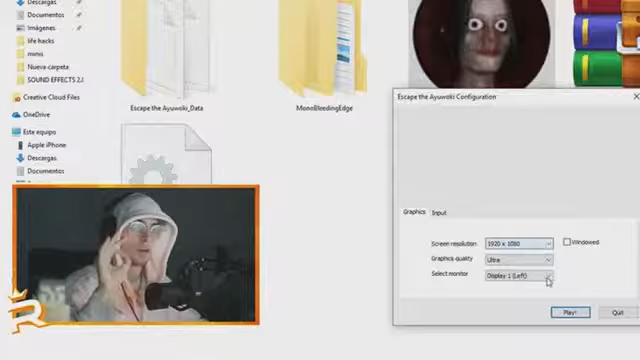 Descargas
Documentos
Imágenes
life hacks
minis
Nueva carpeta
SOUND EFFECTS 2.(
Creative Cloud Files
OneDrive
Este equipo
Apple iPhone
Descargas.
Documentos
Escape the Ayuwoki_Data
MonoBleedingEdge
Escape the Ayuwoki Configuration
Graphics
Input
Screen resolution
1920 x 1080
Windowed
Graphics quality
Ultra
Select monitor
Display 1 (Left)
Play!
Quit
R